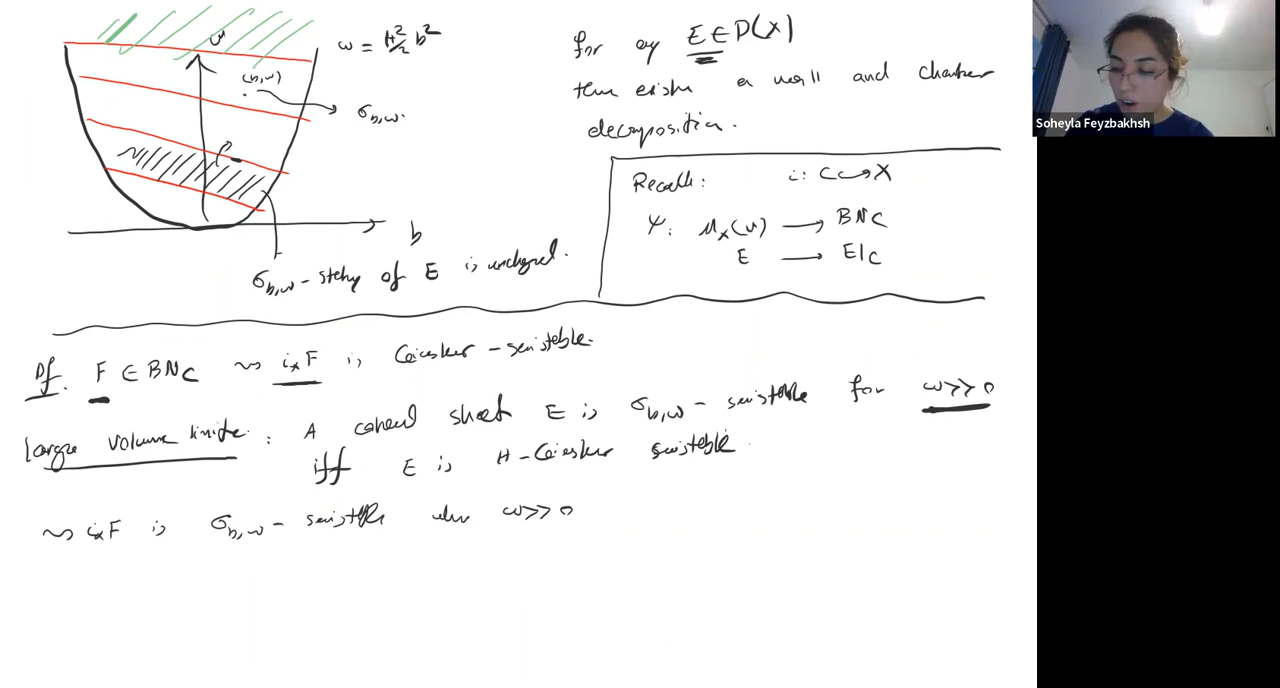 w = H²/2 b²
w
(b,w)
σ_{b,w}.
b
σ_{b,w} - stability of E is unchanged.
for any E ∈ D(X)
there exists a wall and chamber
decomposition.
Recall: i: C ↪ X
Ψ: M_X(v) → BN_C
E → E|_C
Df. F ∈ BN_C ⇝ i_*F is Gieseker-semistable.
Large volume limit: A coherent sheaf E is σ_{b,w} - semistable for w>>0
iff E is H-Gieseker semistable.
⇝ i_*F is σ_{b,w} - semistable when w>>0
Soheyla Feyzbakhsh